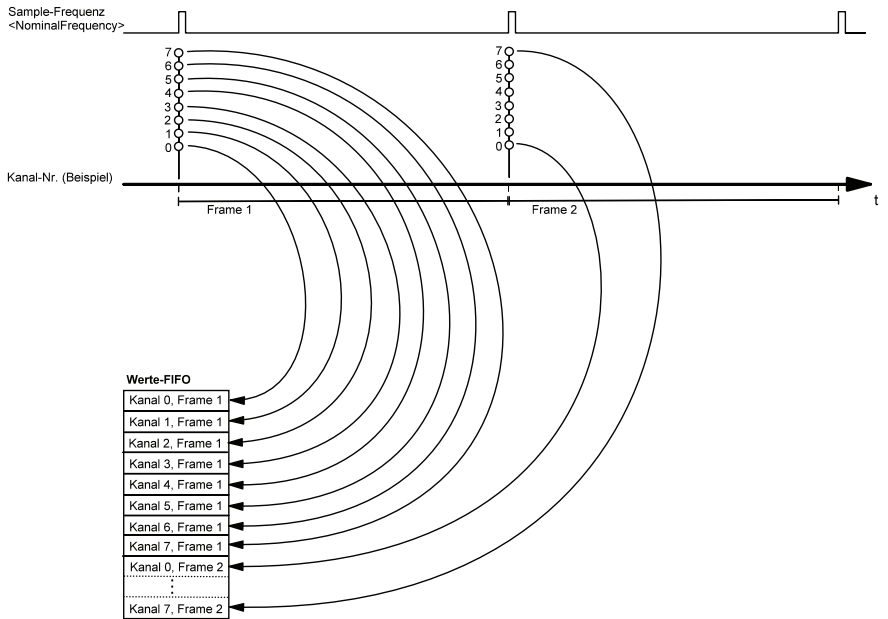 Sample-Frequenz
<NominalFrequency>
7
6
5
4
3
2
1
0
7
6
5
4
3
2
1
0
Kanal-Nr. (Beispiel)
t
Frame 1
Frame 2
Werte-FIFO
Kanal 0, Frame 1
Kanal 1, Frame 1
Kanal 2, Frame 1
Kanal 3, Frame 1
Kanal 4, Frame 1
Kanal 5, Frame 1
Kanal 6, Frame 1
Kanal 7, Frame 1
Kanal 0, Frame 2
Kanal 7, Frame 2